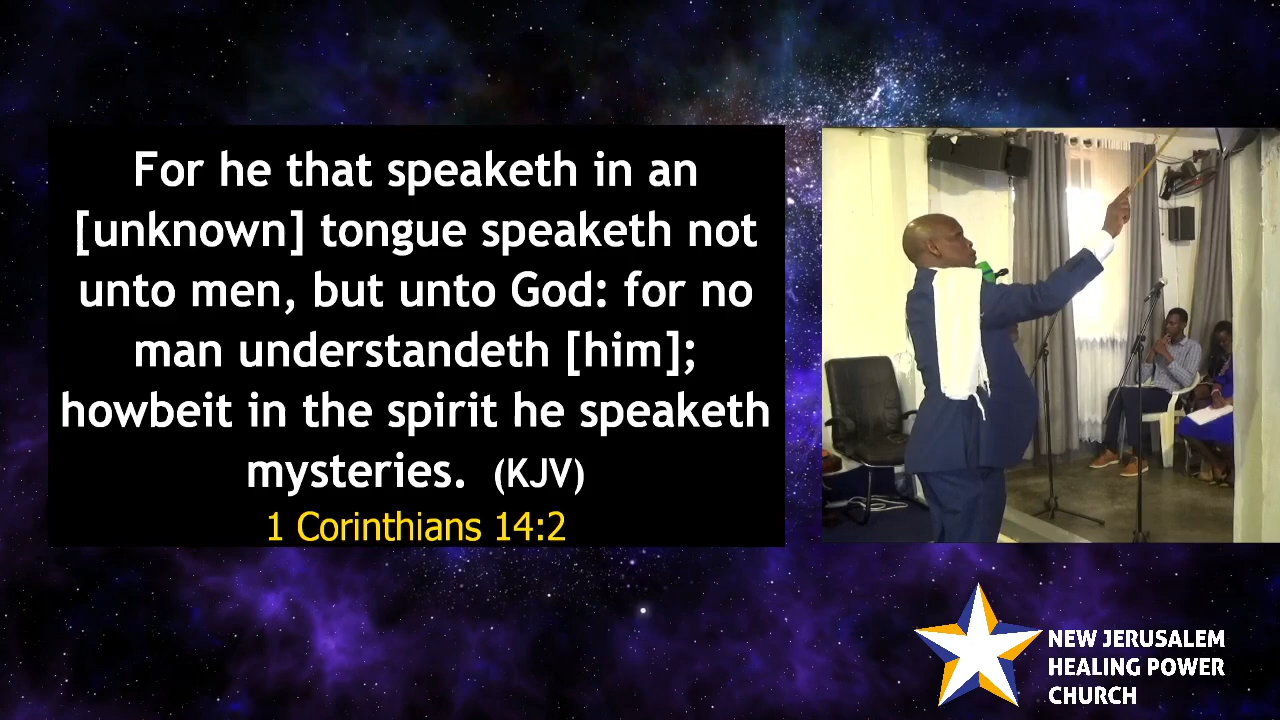 For he that speaketh in an
[unknown] tongue speaketh not
unto men, but unto God: for no
man understandeth [him];
howbeit in the spirit he speaketh
mysteries. (KJV)
1 Corinthians 14:2
NEW JERUSALEM
HEALING POWER
CHURCH